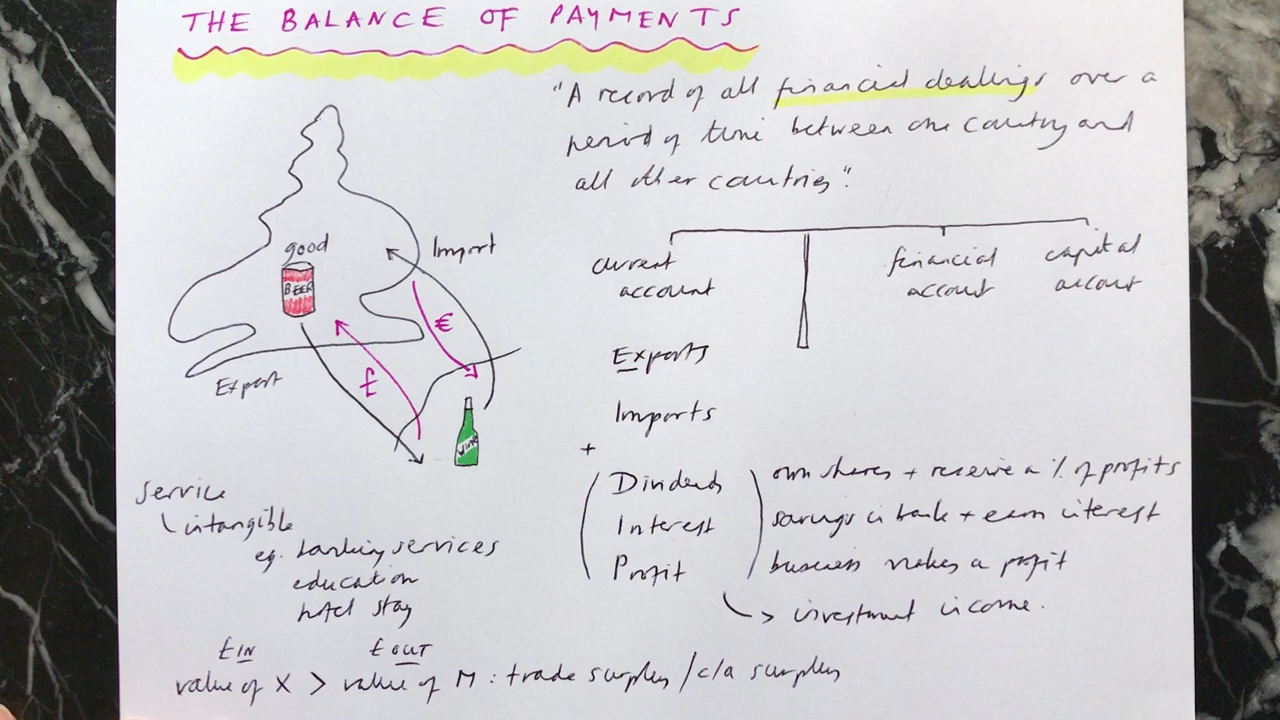 THE BALANCE OF PAYMENTS
"A record of all financial dealings over a
period of time between one country and
all other countries".
good
BEER
Import
€
£
Export
WINE
current
account
financial
account
capital
account
Exports
Imports
+
Dividends
Interest
Profit
own shares + receive a % of profits
savings in bank + earn interest
business makes a profit
investment income.
Service
intangible
eg. banking services
education
hotel stay
£ IN
£ OUT
value of X > value of M : trade surplus / c/a surplus